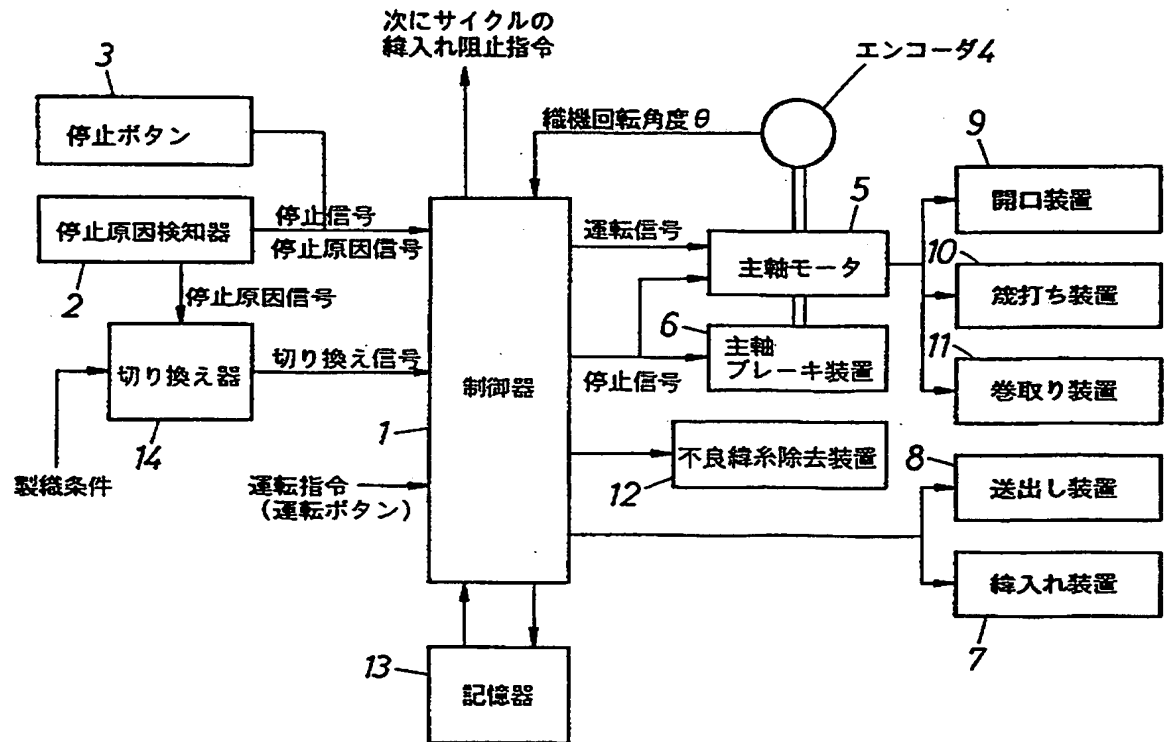 次にサイクルの
緯入れ阻止指令
3
停止ボタン
エンコーダ4
織機回転角度θ
9
開口装置
停止原因検知器
2
停止信号
停止原因信号
停止原因信号
運転信号
5
主軸モータ
10
筬打ち装置
切り換え器
14
切り換え信号
制御器
1
停止信号
6
主軸
ブレーキ装置
11
巻取り装置
製織条件
運転指令
(運転ボタン)
不良緯糸除去装置
12
8
送出し装置
緯入れ装置
7
13
記憶器